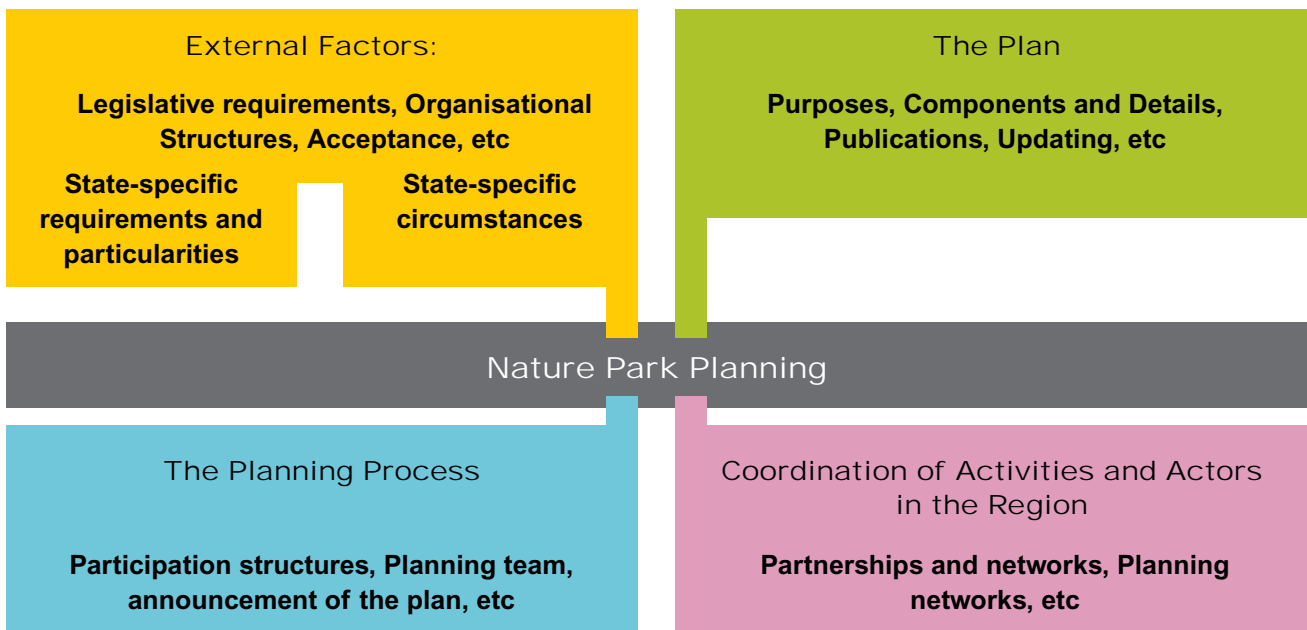 External Factors:
Legislative requirements, Organisational
Structures, Acceptance, etc
State-specific
requirements and
particularities
State-specific
circumstances
The Plan
Purposes, Components and Details,
Publications, Updating, etc
Nature Park Planning
The Planning Process
Participation structures, Planning team,
announcement of the plan, etc
Coordination of Activities and Actors
in the Region
Partnerships and networks, Planning
networks, etc